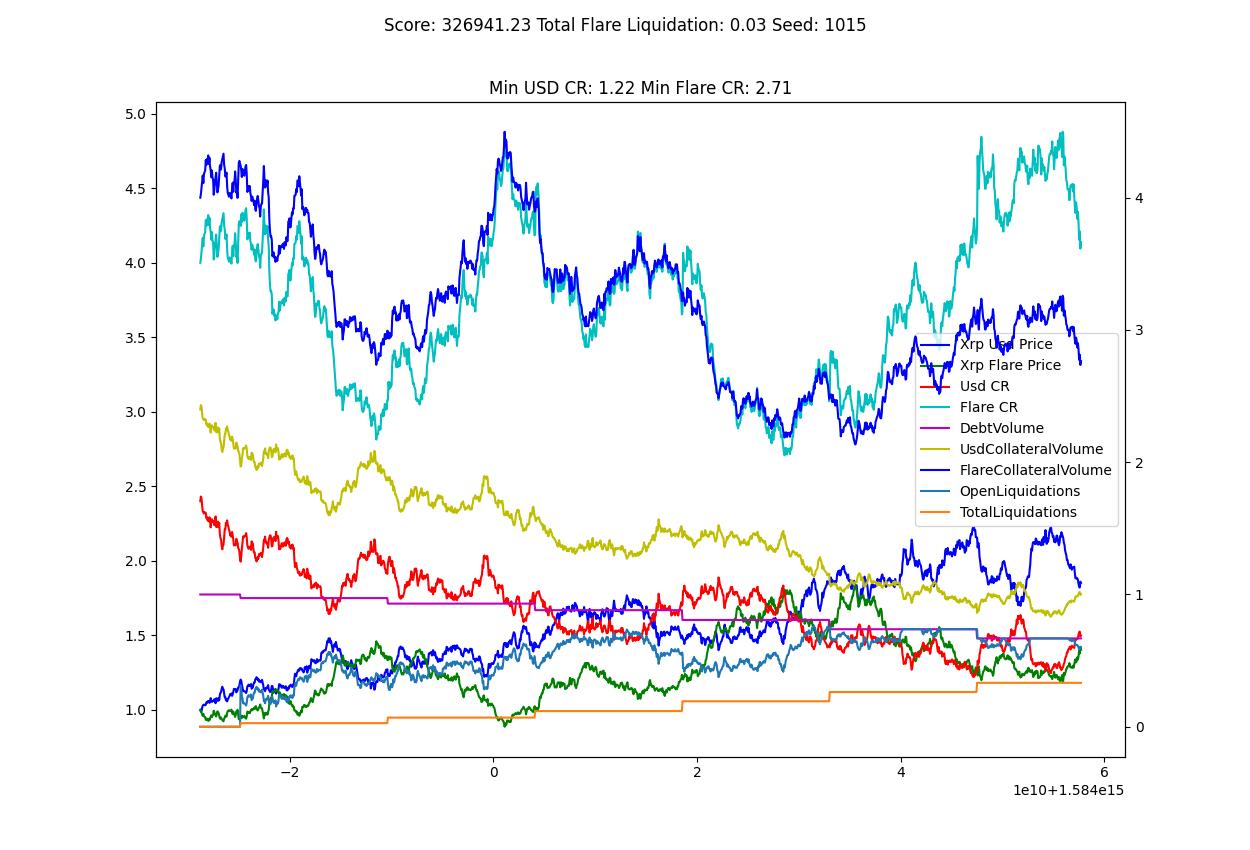 Score: 326941.23 Total Flare Liquidation: 0.03 Seed: 1015
Min USD CR: 1.22 Min Flare CR: 2.71
5.0
4.5
4.0
3.5
3.0
2.5
2.0
1.5
1.0
4
3
2
1
0
Xrp Usd Price
Xrp Flare Price
Usd CR
Flare CR
DebtVolume
UsdCollateralVolume
FlareCollateralVolume
OpenLiquidations
TotalLiquidations
−2 0 2 4 6
1e10+1.584e15